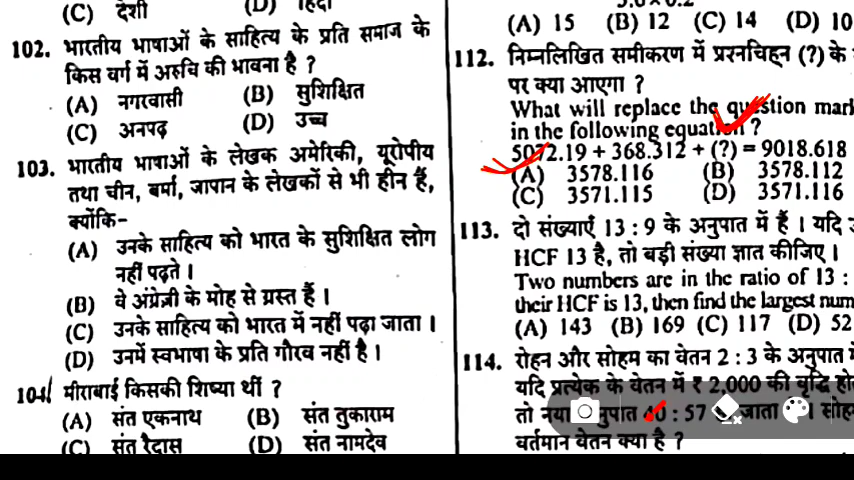 (C) देशी (D) हिंदी
102. भारतीय भाषाओं के साहित्य के प्रति समाज के
किस वर्ग में अरुचि की भावना है ?
(A) नगरवासी (B) सुशिक्षित
(C) अनपढ़ (D) उच्च
103. भारतीय भाषाओं के लेखक अमेरिकी, यूरोपीय
तथा चीन, बर्मा, जापान के लेखकों से भी हीन हैं,
क्योंकि-
(A) उनके साहित्य को भारत के सुशिक्षित लोग
नहीं पढ़ते ।
(B) वे अंग्रेज़ी के मोह से ग्रस्त हैं ।
(C) उनके साहित्य को भारत में नहीं पढ़ा जाता ।
(D) उनमें स्वभाषा के प्रति गौरव नहीं है ।
104. मीराबाई किसकी शिष्या थीं ?
(A) संत एकनाथ (B) संत तुकाराम
(C) संत रैदास (D) संत नामदेव
(A) 15 (B) 12 (C) 14 (D) 10
112. निम्नलिखित समीकरण में प्रश्नचिह्न (?) के
पर क्या आएगा ?
What will replace the question mark
in the following equation ?
5072.19 + 368.312 + (?) = 9018.618
(A) 3578.116 (B) 3578.112
(C) 3571.115 (D) 3571.116
113. दो संख्याएँ 13 : 9 के अनुपात में हैं । यदि
HCF 13 है, तो बड़ी संख्या ज्ञात कीजिए ।
Two numbers are in the ratio of 13 :
their HCF is 13, then find the largest num
(A) 143 (B) 169 (C) 117 (D) 52
114. रोहन और सोहम का वेतन 2 : 3 के अनुपात में
यदि प्रत्येक के वेतन में ₹ 2,000 की वृद्धि हो
तो नया अनुपात 40 : 57 जाता । सोह
वर्तमान वेतन क्या है ?